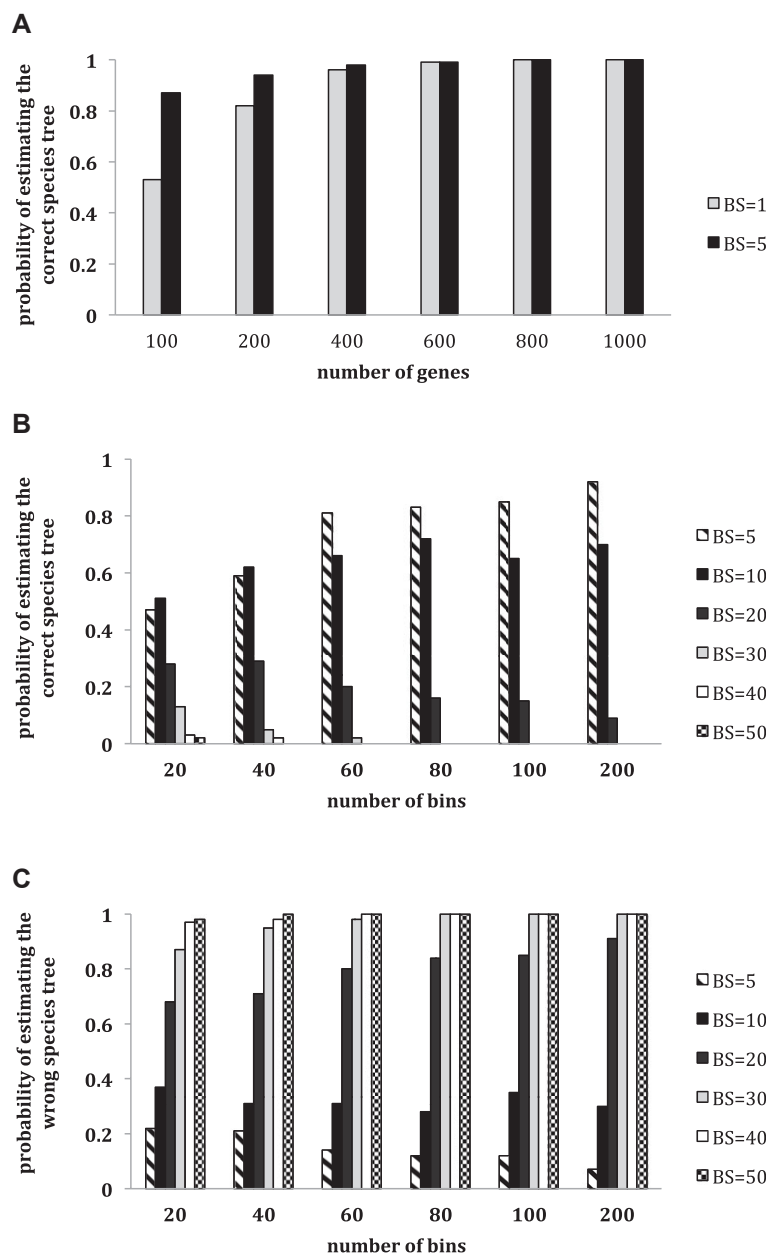 A
probability of estimating the
correct species tree
1
0.8
0.6
0.4
0.2
0
100 200 400 600 800 1000
number of genes
BS=1
BS=5
B
probability of estimating the
correct species tree
1
0.8
0.6
0.4
0.2
0
20 40 60 80 100 200
number of bins
BS=5
BS=10
BS=20
BS=30
BS=40
BS=50
C
probability of estimating the
wrong species tree
1
0.8
0.6
0.4
0.2
0
20 40 60 80 100 200
number of bins
BS=5
BS=10
BS=20
BS=30
BS=40
BS=50